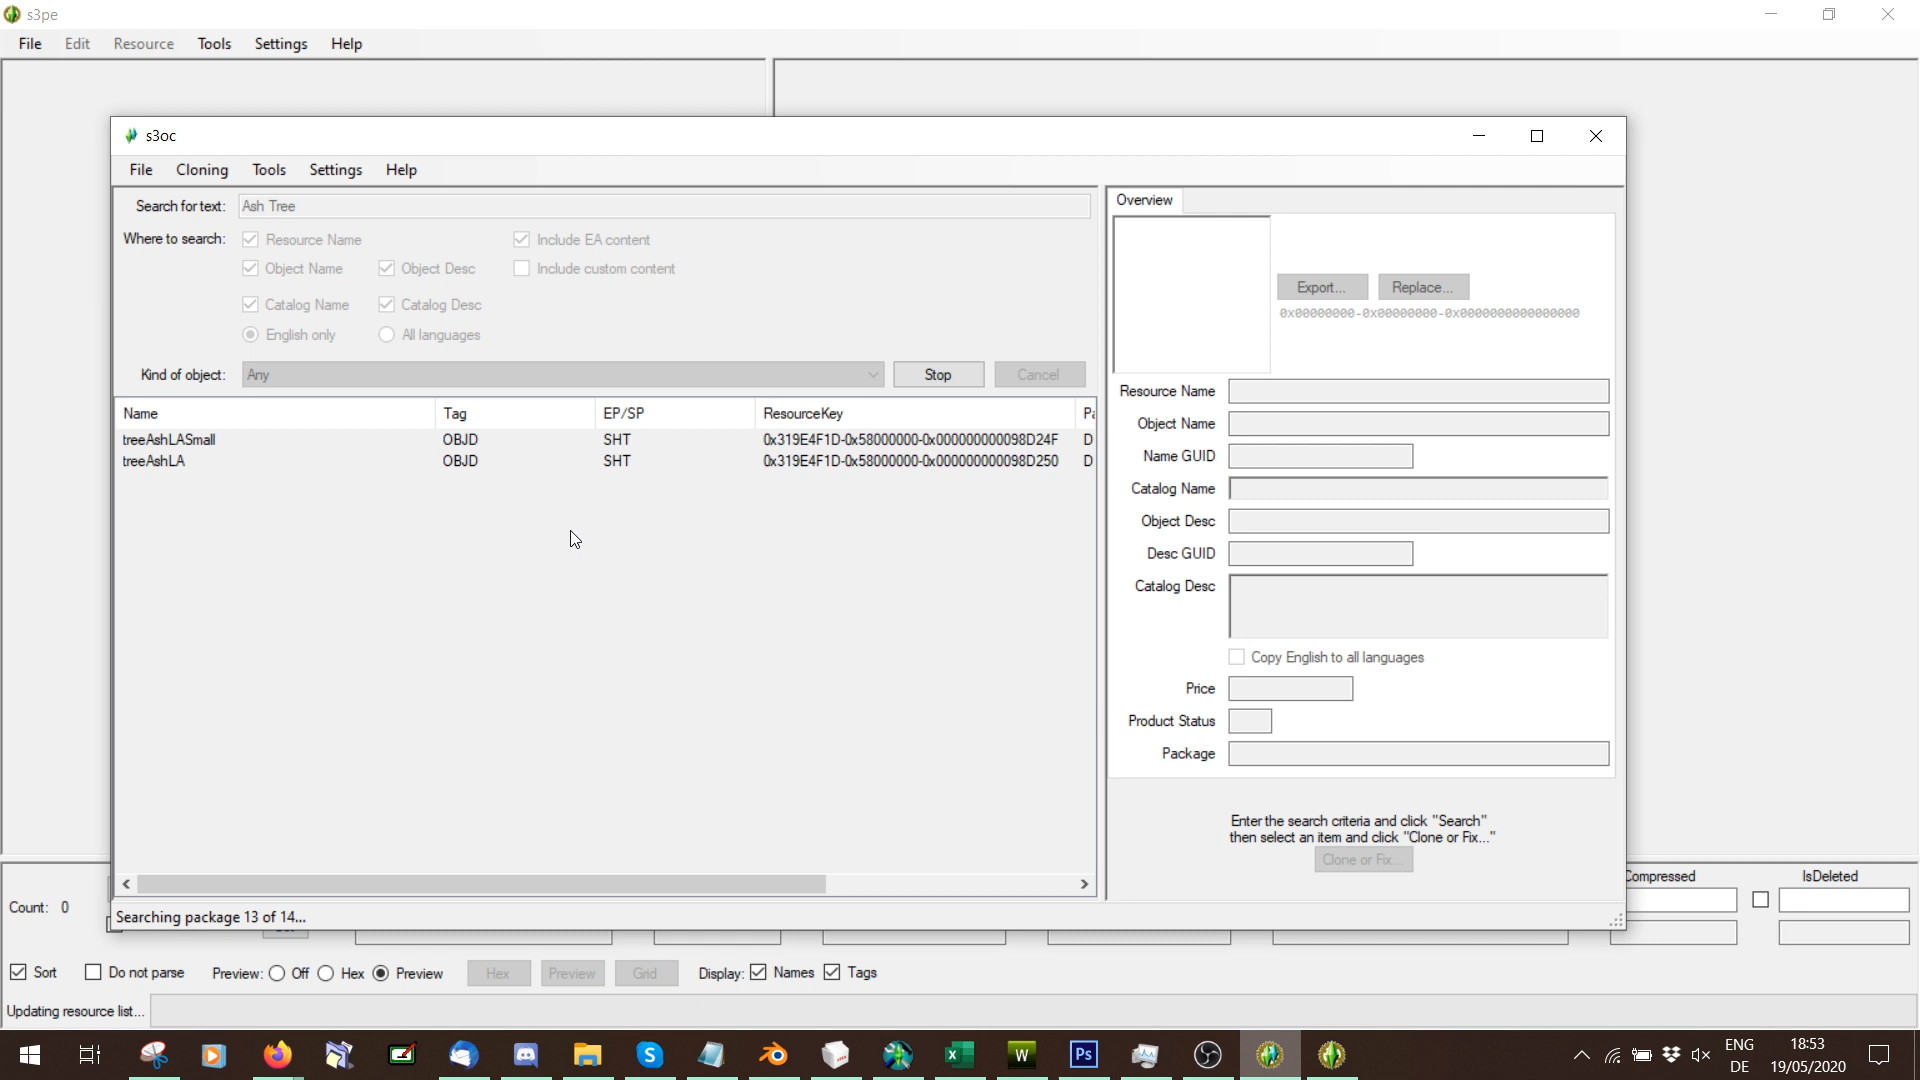 s3pe
File Edit Resource Tools Settings Help
s3oc
File Cloning Tools Settings Help
Search for text: Ash Tree
Where to search: Resource Name Include EA content
Object Name Object Desc Include custom content
Catalog Name Catalog Desc
English only All languages
Kind of object: Any Stop Cancel
Name Tag EP/SP ResourceKey Pa
treeAshLASmall OBJD SHT 0x319E4F1D-0x58000000-0x000000000098D24F D
treeAshLA OBJD SHT 0x319E4F1D-0x58000000-0x000000000098D250 D
Searching package 13 of 14...
Overview
Export... Replace...
0x00000000-0x00000000-0x0000000000000000
Resource Name
Object Name
Name GUID
Catalog Name
Object Desc
Desc GUID
Catalog Desc
Copy English to all languages
Price
Product Status
Package
Enter the search criteria and click "Search"
then select an item and click "Clone or Fix..."
Clone or Fix...
Compressed IsDeleted
Count: 0
Sort Do not parse Preview: Off Hex Preview Hex Preview Grid Display: Names Tags
Updating resource list...
W Ps
ENG 18:53
DE 19/05/2020